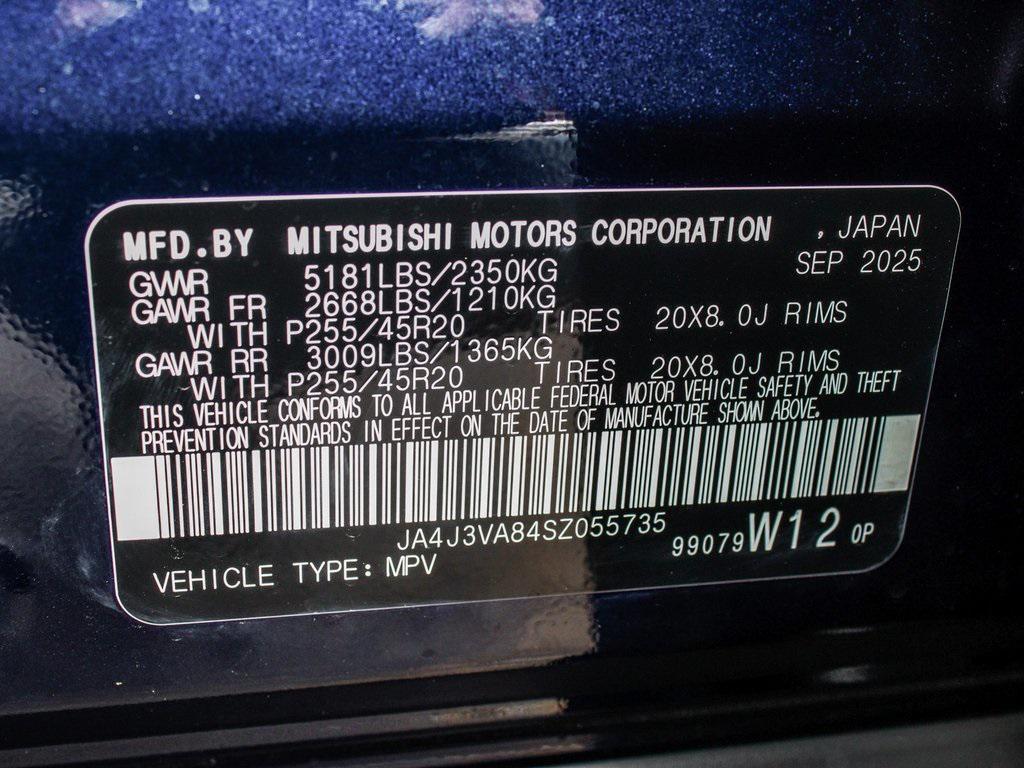 MFD.BY MITSUBISHI MOTORS CORPORATION , JAPAN
SEP 2025
GVWR 5181LBS/2350KG
GAWR FR 2668LBS/1210KG
WITH P255/45R20 TIRES 20X8.0J RIMS
GAWR RR 3009LBS/1365KG
WITH P255/45R20 TIRES 20X8.0J RIMS
THIS VEHICLE CONFORMS TO ALL APPLICABLE FEDERAL MOTOR VEHICLE SAFETY AND THEFT
PREVENTION STANDARDS IN EFFECT ON THE DATE OF MANUFACTURE SHOWN ABOVE.
JA4J3VA84SZ055735
99079 W12 0P
VEHICLE TYPE: MPV